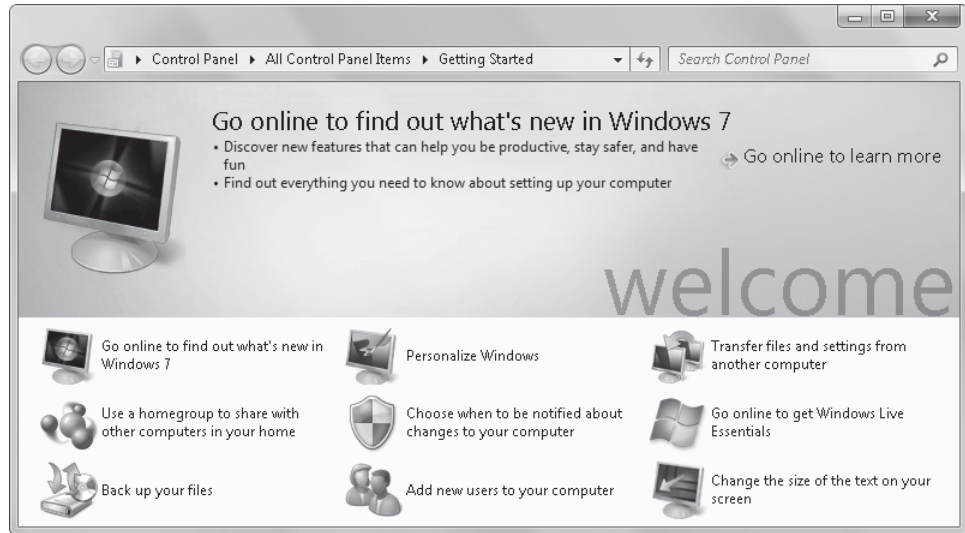 Control Panel ▸ All Control Panel Items ▸ Getting Started
Search Control Panel
Go online to find out what's new in Windows 7
• Discover new features that can help you be productive, stay safer, and have
fun
• Find out everything you need to know about setting up your computer
Go online to learn more
welcome
Go online to find out what's new in
Windows 7
Personalize Windows
Transfer files and settings from
another computer
Use a homegroup to share with
other computers in your home
Choose when to be notified about
changes to your computer
Go online to get Windows Live
Essentials
Back up your files
Add new users to your computer
Change the size of the text on your
screen